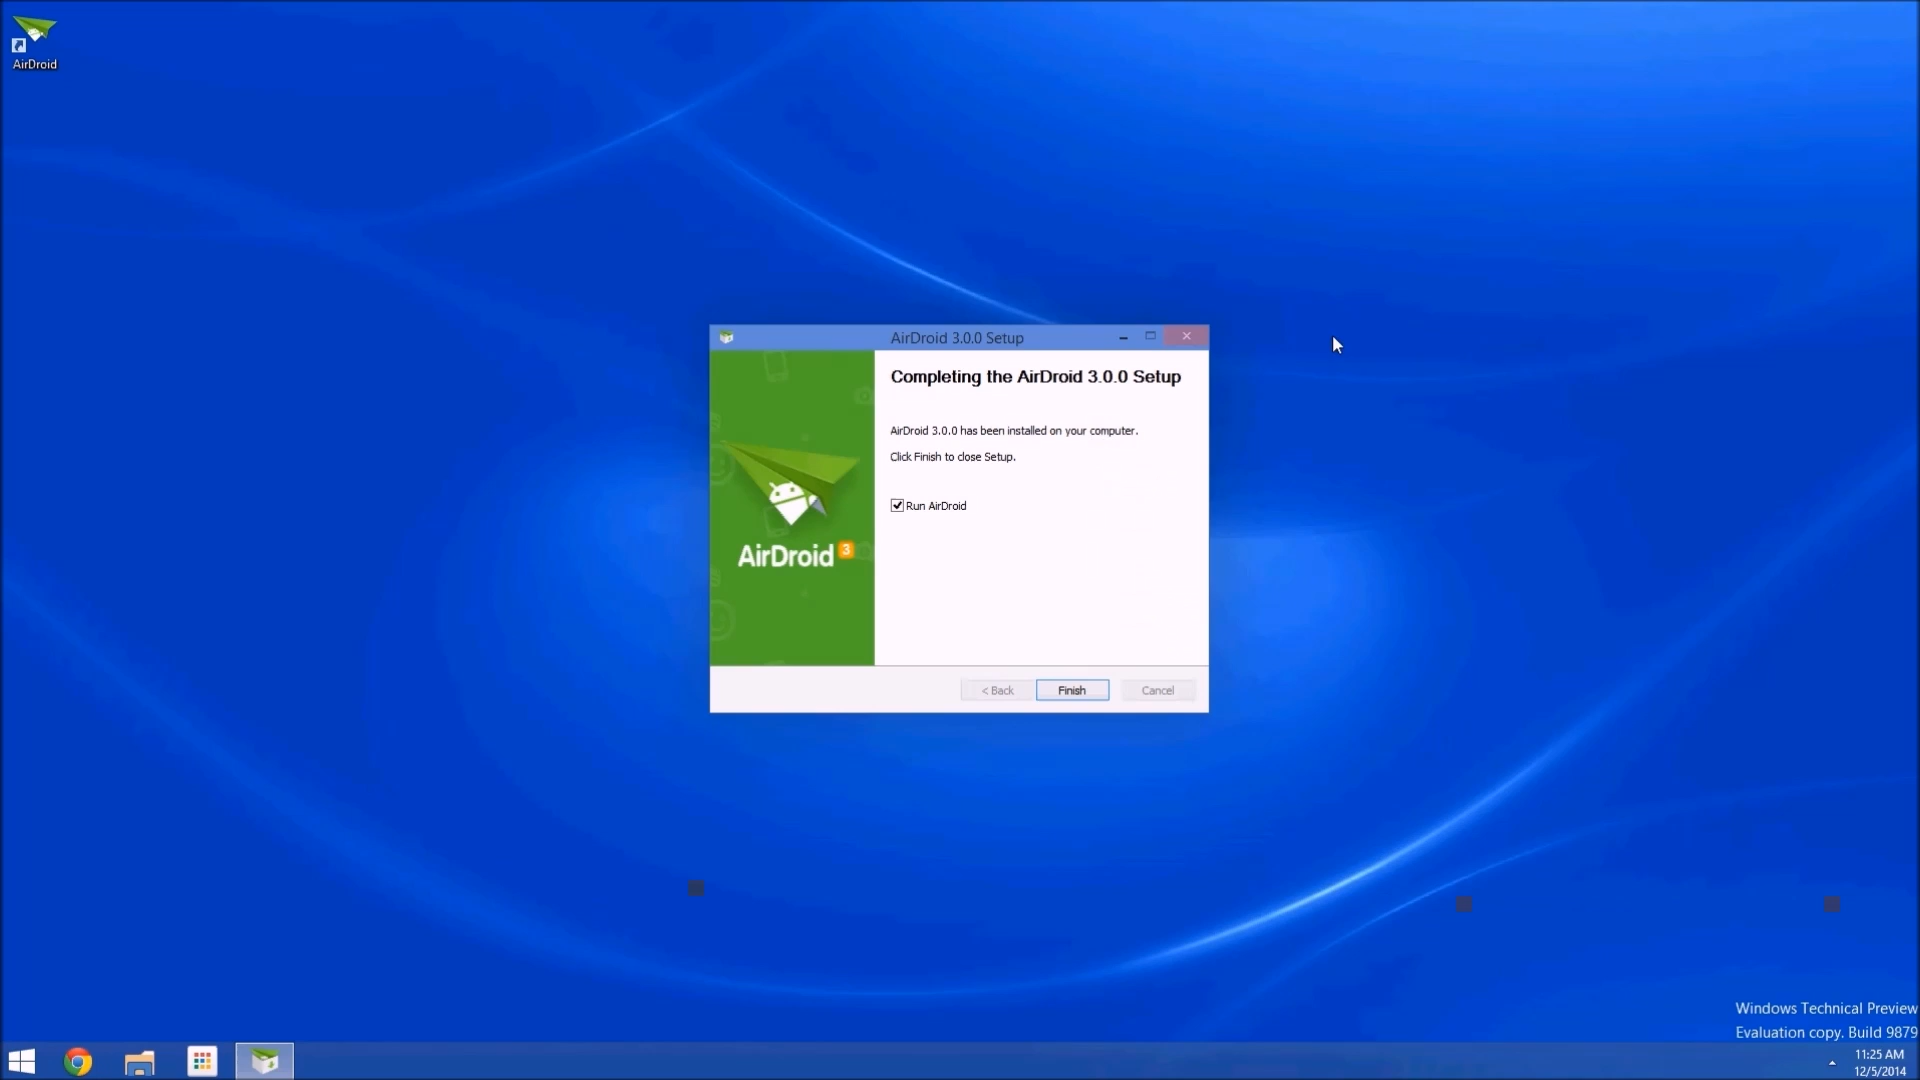 AirDroid
AirDroid 3.0.0 Setup
Completing the AirDroid 3.0.0 Setup
AirDroid 3.0.0 has been installed on your computer.
Click Finish to close Setup.
Run AirDroid
AirDroid 3
< Back
Finish
Cancel
Windows Technical Preview
Evaluation copy. Build 9879
11:25 AM
12/5/2014